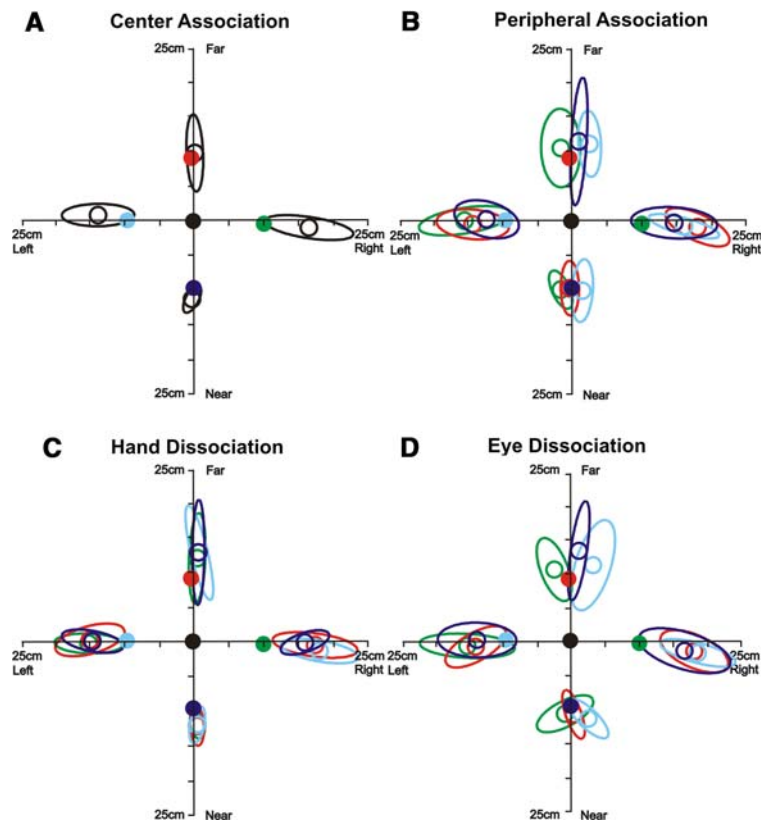 A Center Association
25cm Far
25cm Left
25cm Right
25cm Near
B Peripheral Association
25cm Far
25cm Left
25cm Right
25cm Near
C Hand Dissociation
25cm Far
25cm Left
25cm Right
25cm Near
D Eye Dissociation
25cm Far
25cm Left
25cm Right
25cm Near